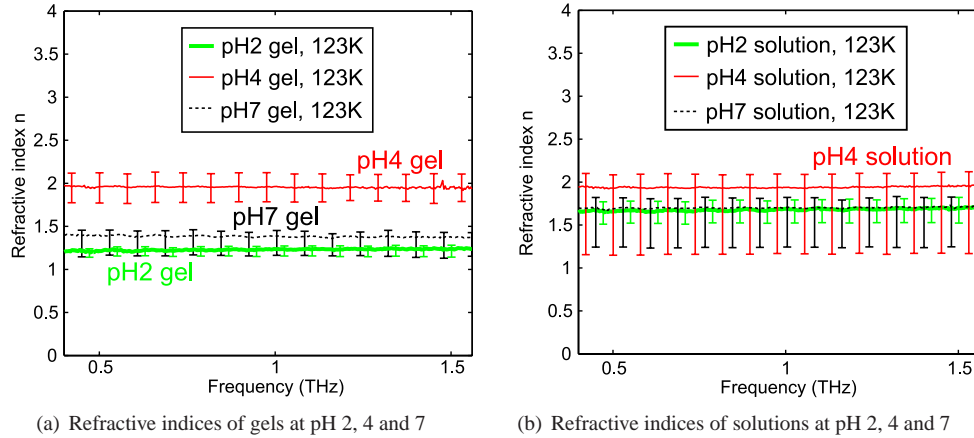 4
3.5
3
2.5
2
1.5
1
0.5
0
Refractive index n
pH2 gel, 123K
pH4 gel, 123K
pH7 gel, 123K
pH4 gel
pH7 gel
pH2 gel
0.5
1
1.5
Frequency (THz)
(a) Refractive indices of gels at pH 2, 4 and 7
4
3.5
3
2.5
2
1.5
1
0.5
0
Refractive index n
pH2 solution, 123K
pH4 solution, 123K
pH7 solution, 123K
pH4 solution
0.5
1
1.5
Frequency (THz)
(b) Refractive indices of solutions at pH 2, 4 and 7